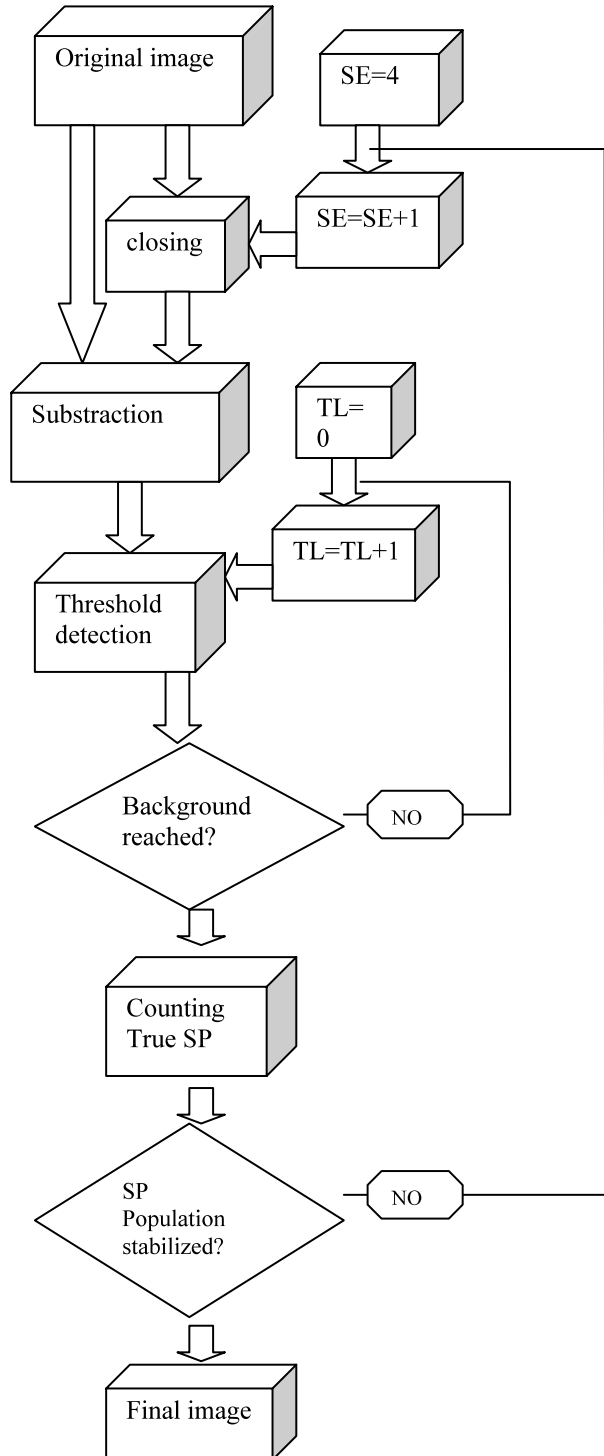 Original image
SE=4
closing
SE=SE+1
Substraction
TL=
0
TL=TL+1
Threshold
detection
Background
reached?
NO
Counting
True SP
SP
Population
stabilized?
NO
Final image